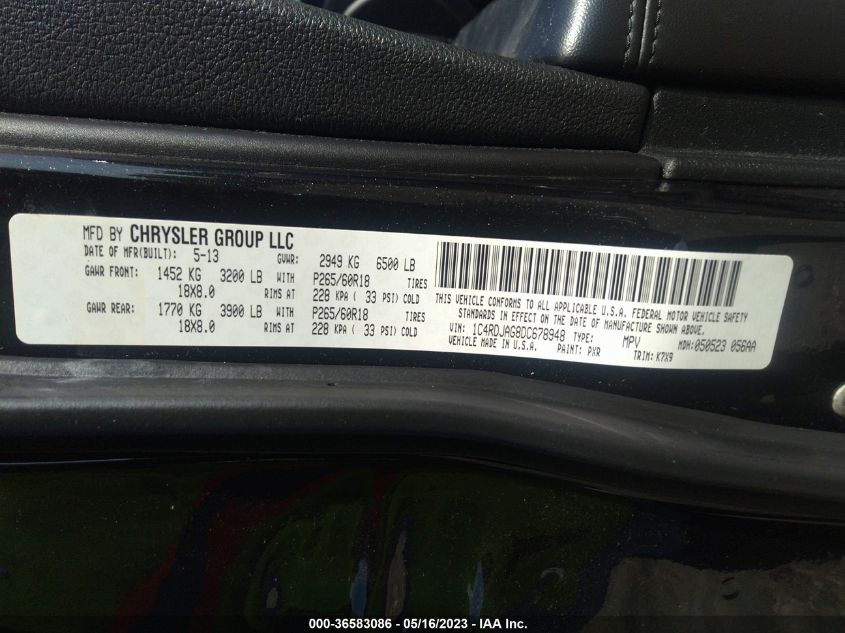 MFD BY CHRYSLER GROUP LLC
DATE OF MFR(BUILT): 5-13 GVWR: 2949 KG 6500 LB
GAWR FRONT: 1452 KG 3200 LB WITH P265/60R18 TIRES
18X8.0 RIMS AT 228 KPA ( 33 PSI) COLD
GAWR REAR: 1770 KG 3900 LB WITH P265/60R18 TIRES
18X8.0 RIMS AT 228 KPA ( 33 PSI) COLD
THIS VEHICLE CONFORMS TO ALL APPLICABLE U.S.A. FEDERAL MOTOR VEHICLE SAFETY
STANDARDS IN EFFECT ON THE DATE OF MANUFACTURE SHOWN ABOVE.
VIN: 1C4RDJAG8DC678948 TYPE: MPV MDH:050523 056AA
VEHICLE MADE IN U.S.A. PAINT: PXR TRIM: K7X9
000-36583086 - 05/16/2023 - IAA Inc.